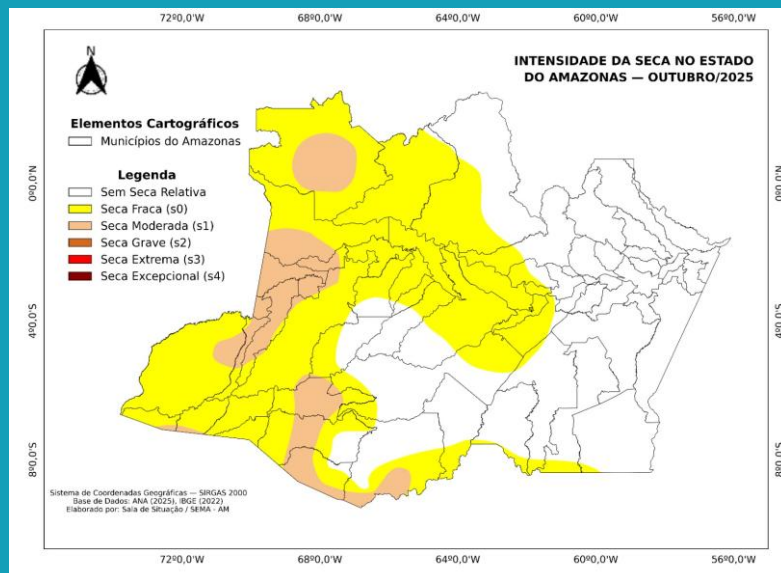 72º0,0'W 68º0,0'W 64º0,0'W 60º0,0'W 56º0,0'W
N
INTENSIDADE DA SECA NO ESTADO
DO AMAZONAS — OUTUBRO/2025
Elementos Cartográficos
Municípios do Amazonas
Legenda
Sem Seca Relativa
Seca Fraca (s0)
Seca Moderada (s1)
Seca Grave (s2)
Seca Extrema (s3)
Seca Excepcional (s4)
0º0,0'N 0º0,0'N
4º0,0'S 4º0,0'S
8º0,0'S 8º0,0'S
Sistema de Coordenadas Geográficas — SIRGAS 2000
Base de Dados: ANA (2025), IBGE (2022)
Elaborado por: Sala de Situação / SEMA - AM
72º0,0'W 68º0,0'W 64º0,0'W 60º0,0'W 56º0,0'W